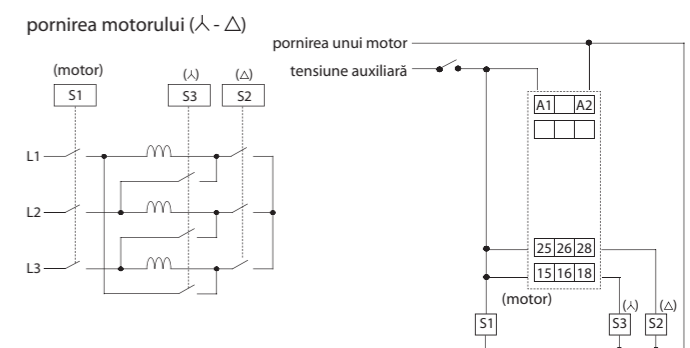 pornirea motorului (⅄ - △)
(motor)
(⅄)
(△)
S1
S3
S2
L1
L2
L3
pornirea unui motor
tensiune auxiliară
A1 A2
25 26 28
15 16 18
(motor)
(⅄)
(△)
S1
S3
S2